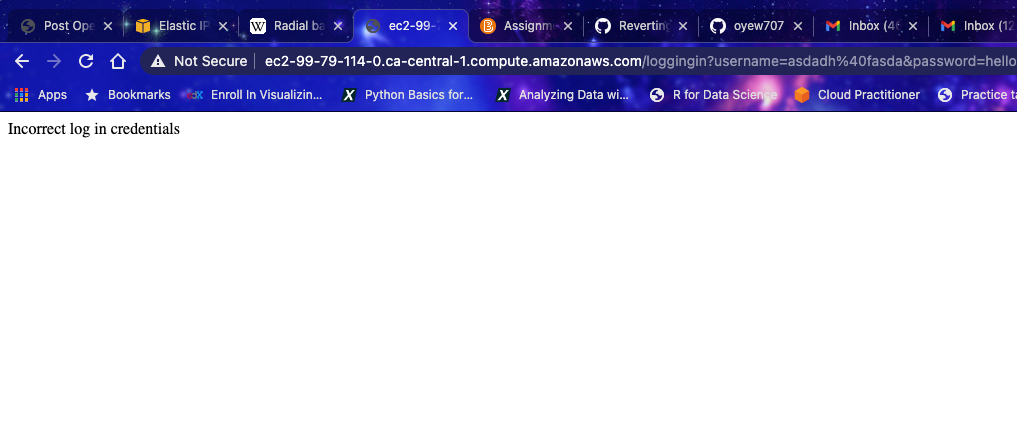 Post Ope Elastic IP Radial ba ec2-99- Assignm Reverting oyew707 Inbox (4 Inbox (12
Not Secure ec2-99-79-114-0.ca-central-1.compute.amazonaws.com/loggingin?username=asdadh%40fasda&password=hello
Apps Bookmarks Enroll In Visualizing... Python Basics for... Analyzing Data wi... R for Data Science Cloud Practitioner Practice ta
Incorrect log in credentials